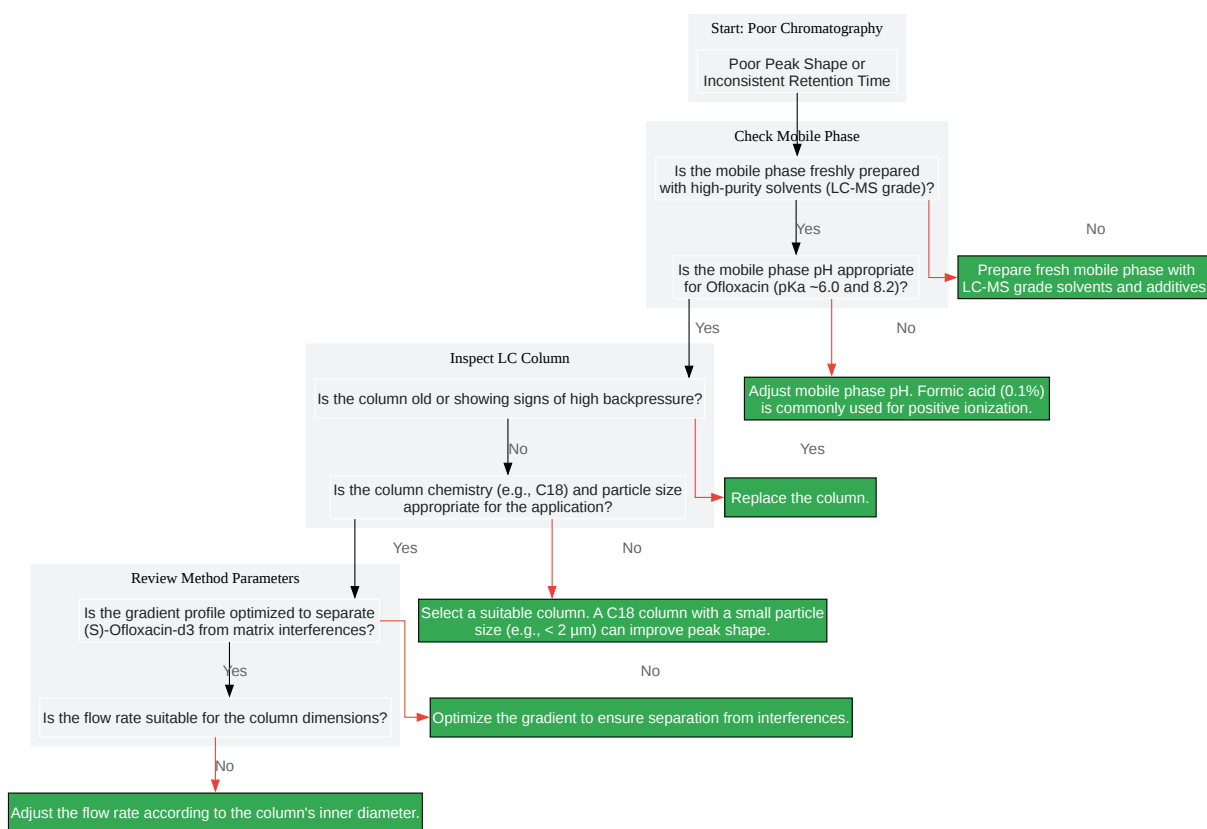 Start: Poor Chromatography
Poor Peak Shape or
Inconsistent Retention Time
Check Mobile Phase
Is the mobile phase freshly prepared
with high-purity solvents (LC-MS grade)?
Yes
No
Is the mobile phase pH appropriate
for Ofloxacin (pKa ~6.0 and 8.2)?
Prepare fresh mobile phase with
LC-MS grade solvents and additives
Yes
No
Inspect LC Column
Is the column old or showing signs of high backpressure?
Adjust mobile phase pH. Formic acid (0.1%)
is commonly used for positive ionization.
No
Yes
Is the column chemistry (e.g., C18) and particle size
appropriate for the application?
Replace the column.
Yes
No
Review Method Parameters
Is the gradient profile optimized to separate
(S)-Ofloxacin-d3 from matrix interferences?
Select a suitable column. A C18 column with a small particle
size (e.g., < 2 µm) can improve peak shape.
Yes
No
Is the flow rate suitable for the column dimensions?
Optimize the gradient to ensure separation from interferences.
No
Adjust the flow rate according to the column's inner diameter.